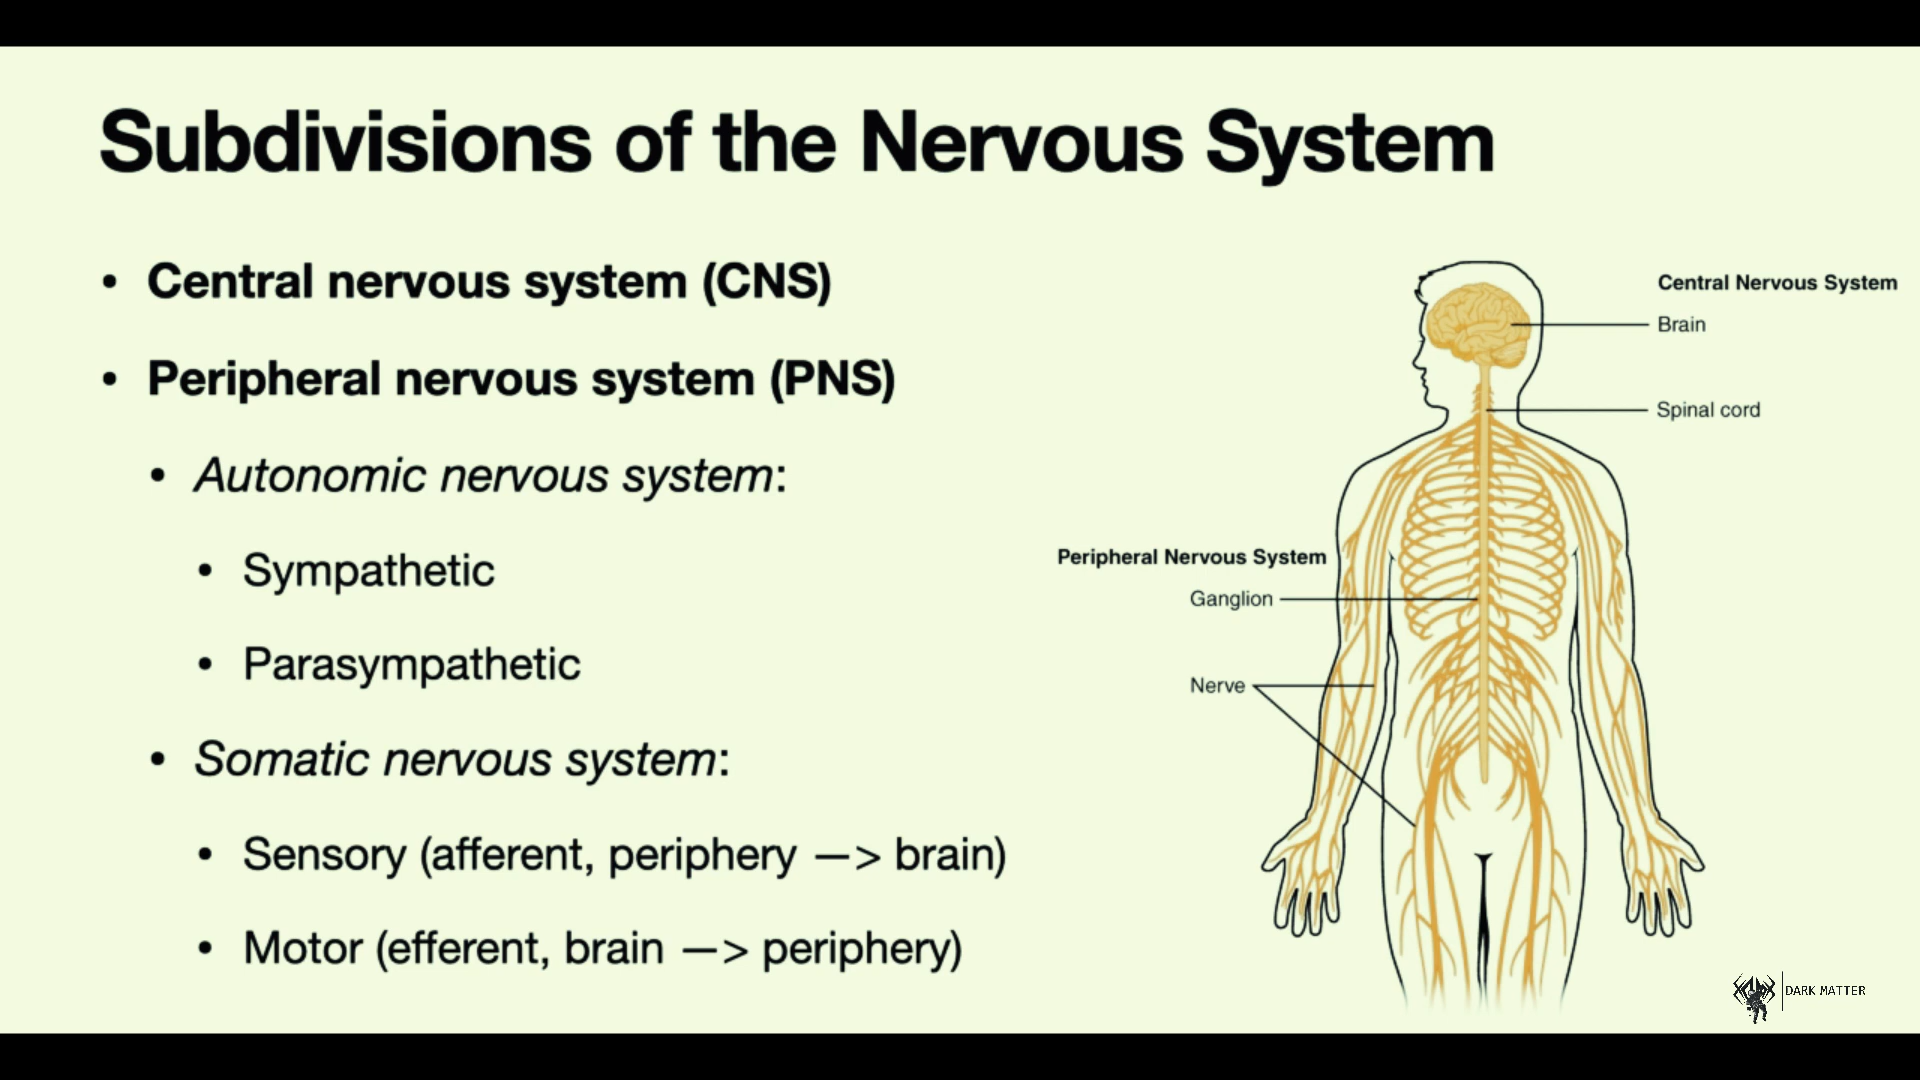 Subdivisions of the Nervous System
• Central nervous system (CNS)
• Peripheral nervous system (PNS)
• Autonomic nervous system:
• Sympathetic
• Parasympathetic
• Somatic nervous system:
• Sensory (afferent, periphery —> brain)
• Motor (efferent, brain —> periphery)
Central Nervous System
Brain
Spinal cord
Peripheral Nervous System
Ganglion
Nerve
DARK MATTER